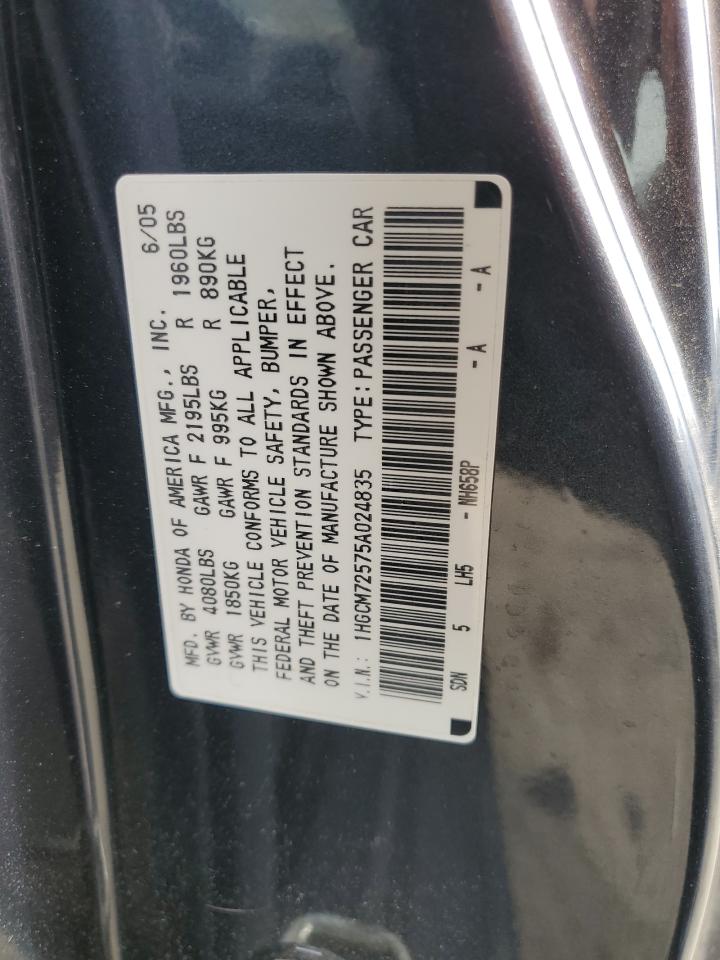 MFD. BY HONDA OF AMERICA MFG., INC. 6/05
GVWR 4080LBS GAWR F 2195LBS R 1960LBS
GVWR 1850KG GAWR F 995KG R 890KG
THIS VEHICLE CONFORMS TO ALL APPLICABLE
FEDERAL MOTOR VEHICLE SAFETY, BUMPER,
AND THEFT PREVENTION STANDARDS IN EFFECT
ON THE DATE OF MANUFACTURE SHOWN ABOVE.
V.I.N.: 1HGCM72575A024835 TYPE: PASSENGER CAR
SDN 5 LH5 - NH658P - A - A